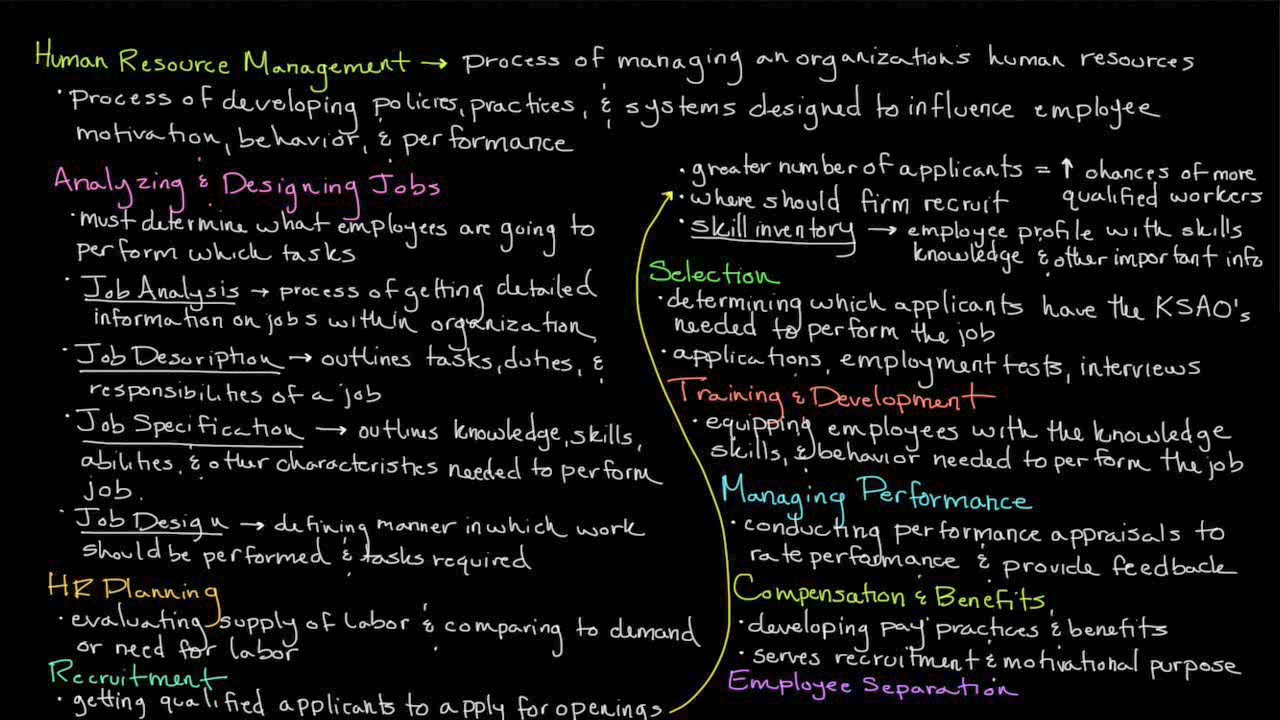 Human Resource Management → process of managing an organization's human resources
• process of developing policies, practices, & systems designed to influence employee
motivation, behavior, & performance
Analyzing & Designing Jobs
• must determine what employees are going to
perform which tasks
• Job Analysis → process of getting detailed
information on jobs within organization
• Job Description → outlines tasks, duties, &
responsibilities of a job
• Job Specification → outlines knowledge, skills,
abilities, & other characteristics needed to perform
job.
• Job Design → defining manner in which work
should be performed & tasks required
HR Planning
• evaluating supply of labor & comparing to demand
or need for labor
Recruitment
• getting qualified applicants to apply for openings
• greater number of applicants = ↑ chances of more
qualified workers
• where should firm recruit
• skill inventory → employee profile with skills
knowledge & other important info
Selection
• determining which applicants have the KSAO's
needed to perform the job
• applications, employment tests, interviews
Training & Development
• equipping employees with the knowledge
skills, & behavior needed to perform the job
Managing Performance
• conducting performance appraisals to
rate performance & provide feedback
Compensation & Benefits
• developing pay practices & benefits
• serves recruitment & motivational purpose
Employee Separation